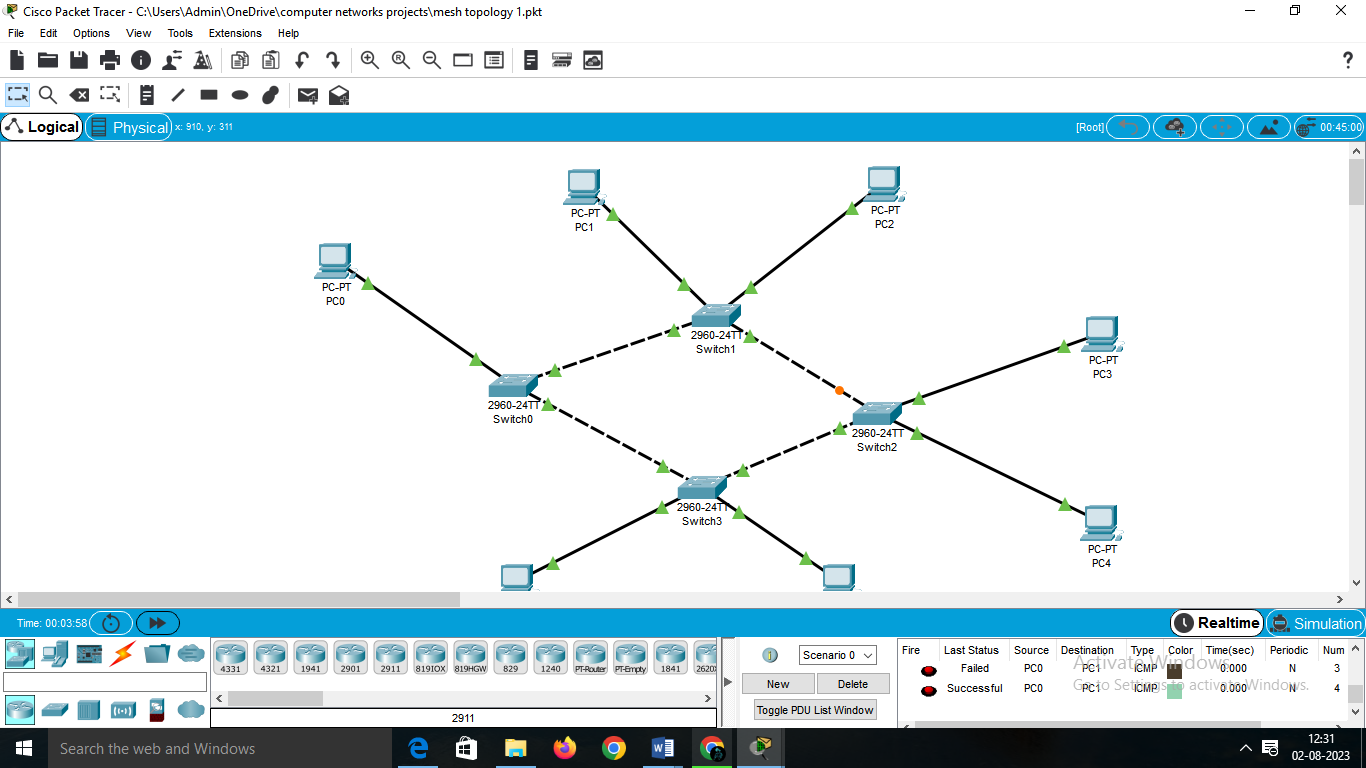 Cisco Packet Tracer - C:\Users\Admin\OneDrive\computer networks projects\mesh topology 1.pkt
File Edit Options View Tools Extensions Help
Logical Physical x: 910, y: 311 [Root] 00:45:00
PC-PT
PC1
PC-PT
PC2
PC-PT
PC0
2960-24TT
Switch1
PC-PT
PC3
2960-24TT
Switch0
2960-24TT
Switch2
2960-24TT
Switch3
PC-PT
PC4
Time: 00:03:58 Realtime Simulation
4331 4321 1941 2901 2911 819IOX 819HGW 829 1240 PT-Router PT-Empty 1841 2620X
2911
Scenario 0
New Delete
Toggle PDU List Window
Fire Last Status Source Destination Type Color Time(sec) Periodic Num
Failed PC0 PC1 ICMP 0.000 N 3
Successful PC0 PC1 ICMP 0.000 N 4
Activate Windows
Go to Settings to activate Windows.
Search the web and Windows
12:31
02-08-2023